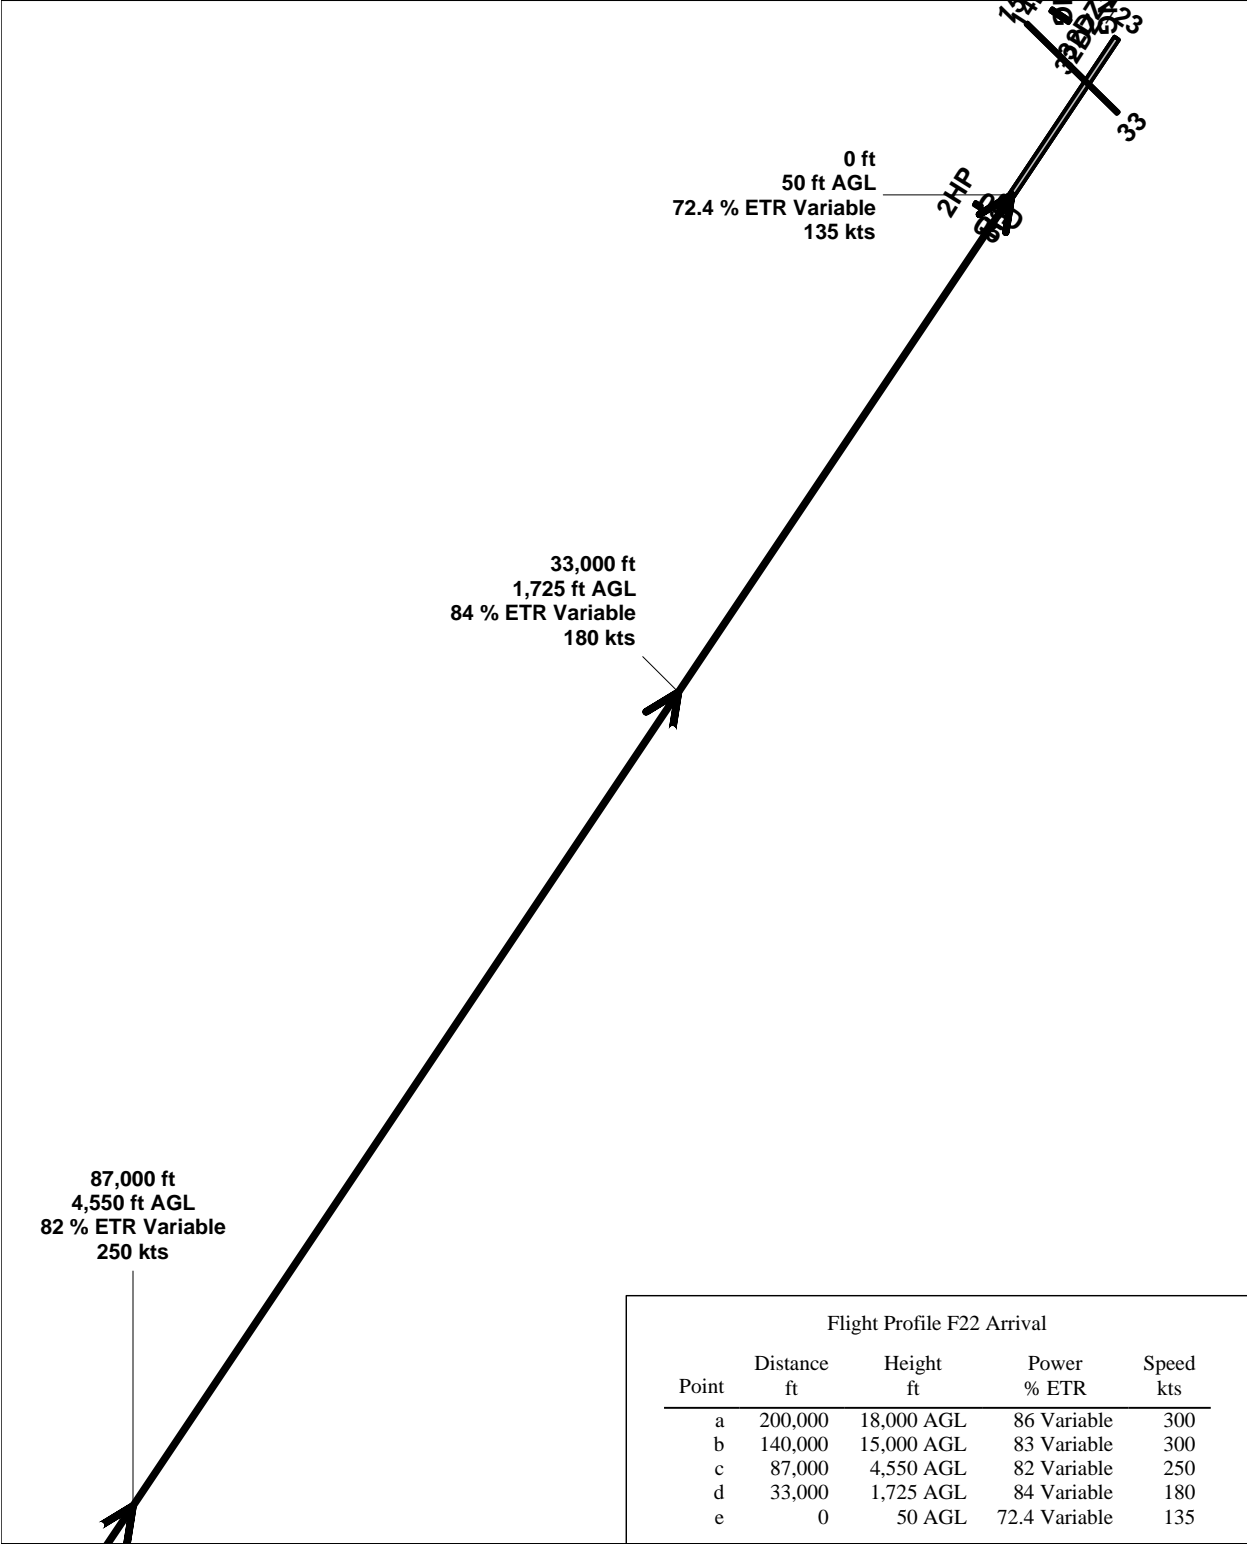 23
33
0 ft
50 ft AGL
72.4 % ETR Variable
135 kts
2HP
33,000 ft
1,725 ft AGL
84 % ETR Variable
180 kts
87,000 ft
4,550 ft AGL
82 % ETR Variable
250 kts
Flight Profile F22 Arrival
Distance Height Power Speed
Point ft ft % ETR kts
a 200,000 18,000 AGL 86 Variable 300
b 140,000 15,000 AGL 83 Variable 300
c 87,000 4,550 AGL 82 Variable 250
d 33,000 1,725 AGL 84 Variable 180
e 0 50 AGL 72.4 Variable 135